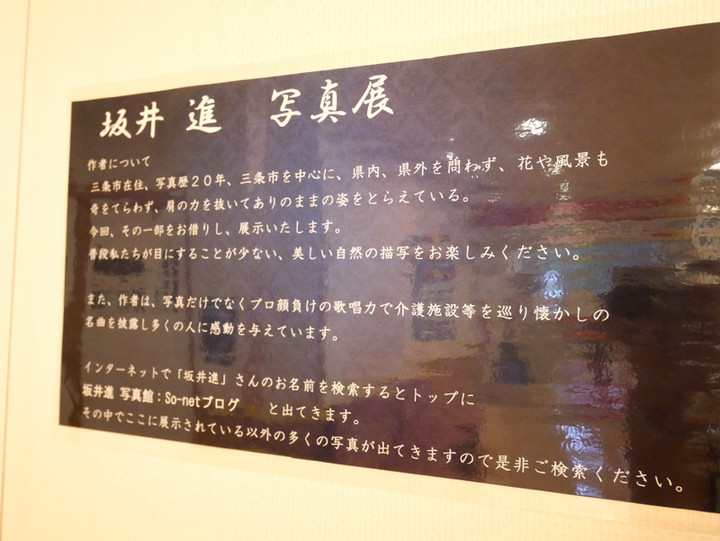 坂井 進 写真展
作者について
三条市在住、写真歴20年、三条市を中心に、県内、県外を問わず、花や風景も
奇をてらわず、肩の力を抜いてありのままの姿をとらえている。
今回、その一部をお借りし、展示いたします。
普段私たちが目にすることが少ない、美しい自然の描写をお楽しみください。
また、作者は、写真だけでなくプロ顔負けの歌唱力で介護施設等を巡り懐かしの
名曲を披露し多くの人に感動を与えています。
インターネットで「坂井進」さんのお名前を検索するとトップに
坂井進 写真館：So-netブログ と出てきます。
その中でここに展示されている以外の多くの写真が出てきますので是非ご検索ください。